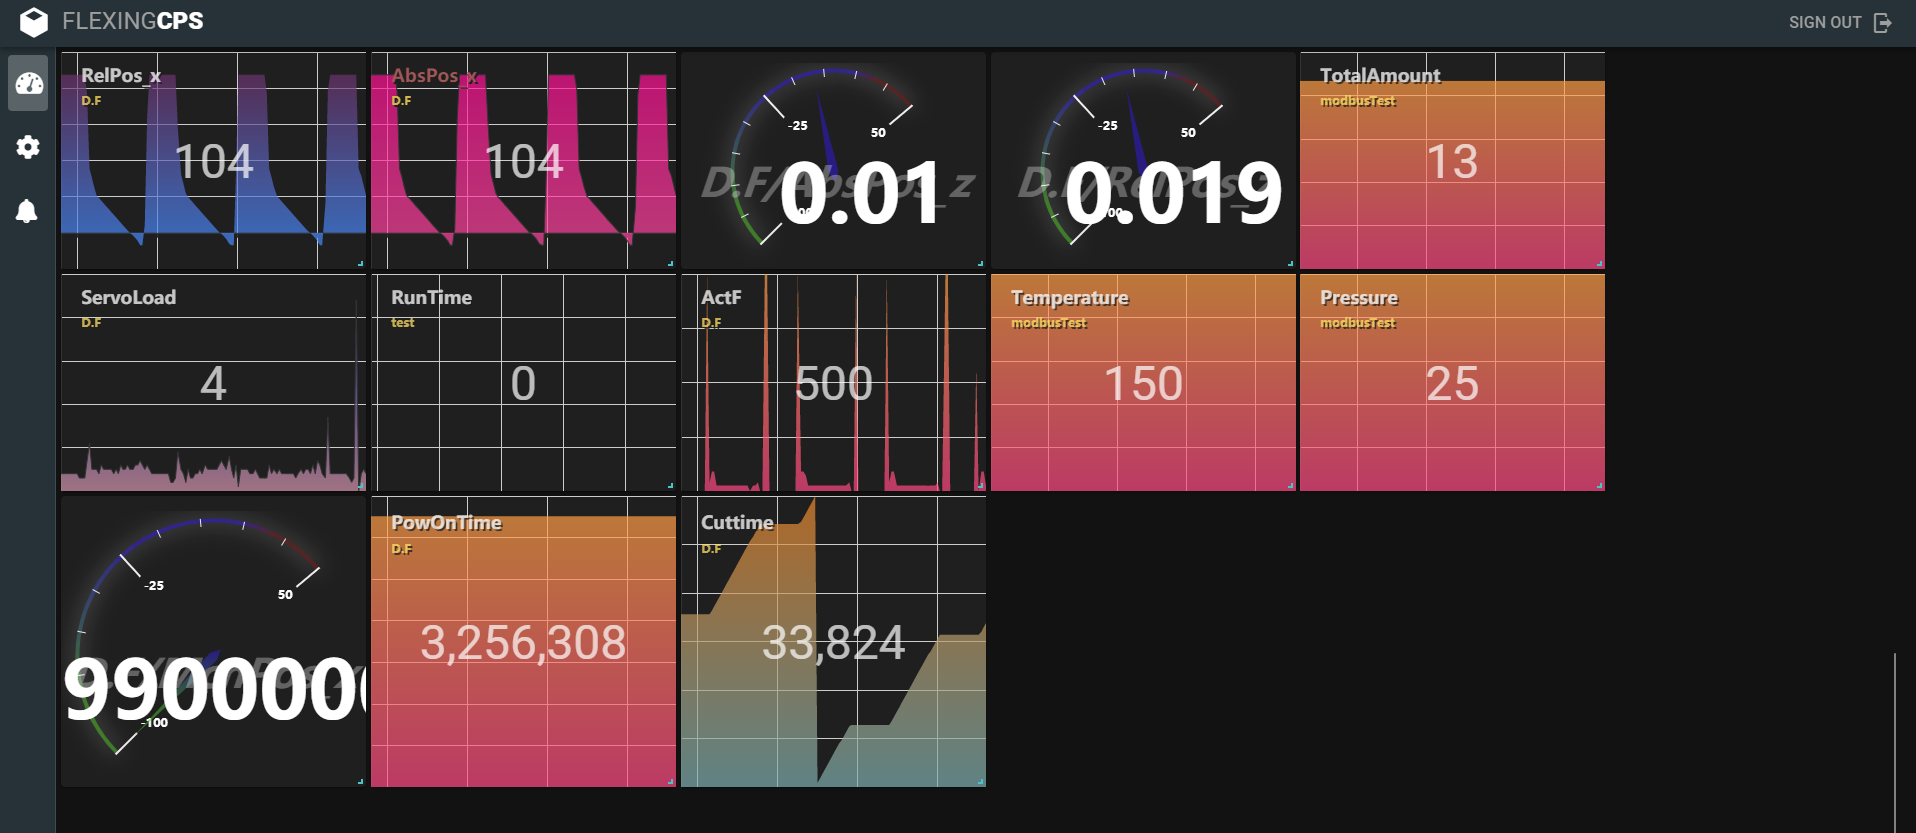 FLEXINGCPS
SIGN OUT
RelPos_x
D.F
104
AbsPos_x
D.F
104
-25
50
D.F/AbsPos_z
0.01
-25
50
0.019
TotalAmount
modbusTest
13
ServoLoad
D.F
4
RunTime
test
0
ActF
D.F
500
Temperature
modbusTest
150
Pressure
modbusTest
25
-25
50
9900000
-100
PowOnTime
D.F
3,256,308
Cuttime
D.F
33,824